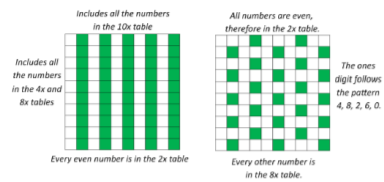 Includes all the numbers
in the 10x table
Includes all
the numbers
in the 4x and
8x tables
Every even number is in the 2x table
All numbers are even,
therefore in the 2x table.
The ones
digit follows
the pattern
4, 8, 2, 6, 0.
Every other number is
in the 8x table.